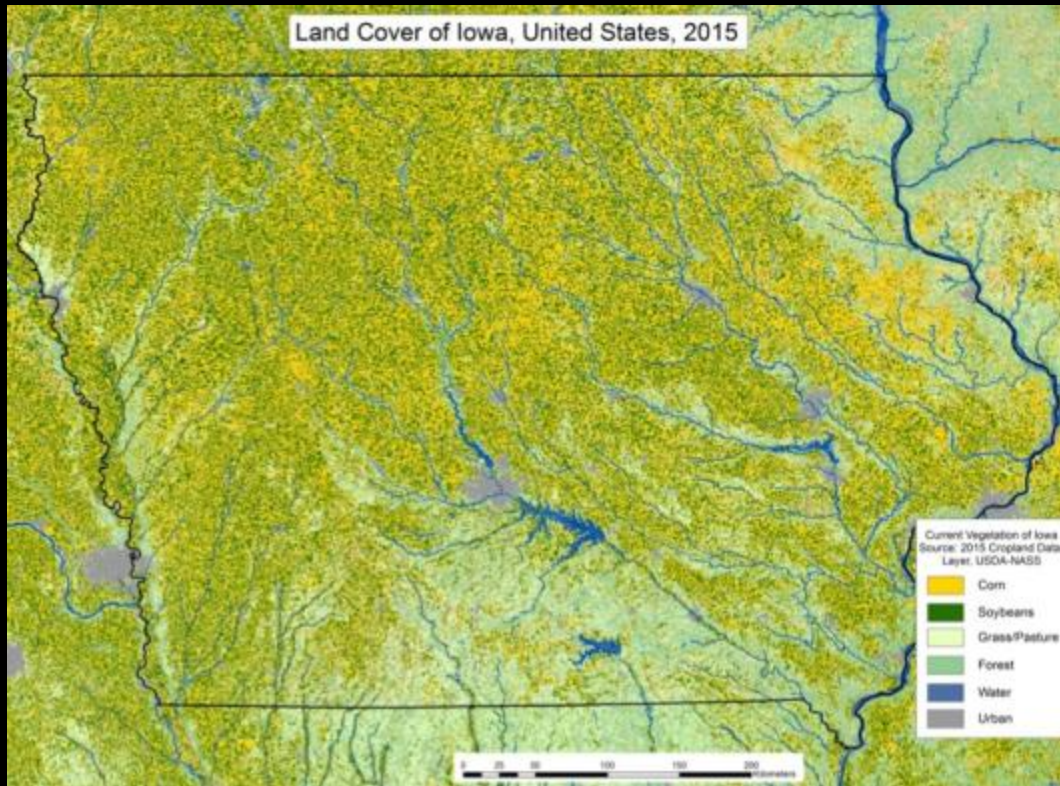 Land Cover of Iowa, United States, 2015
Current Vegetation of Iowa
Source: 2015 Cropland Data
Layer, USDA-NASS
Corn
Soybeans
Grass/Pasture
Forest
Water
Urban
0 25 50 100 150 200
Kilometers